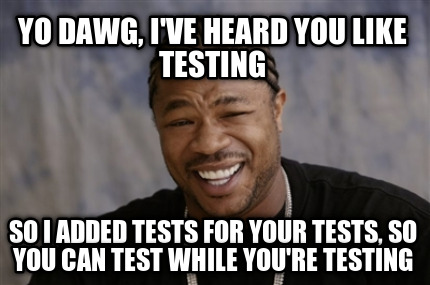 YO DAWG, I'VE HEARD YOU LIKE
TESTING
SO I ADDED TESTS FOR YOUR TESTS, SO
YOU CAN TEST WHILE YOU'RE TESTING